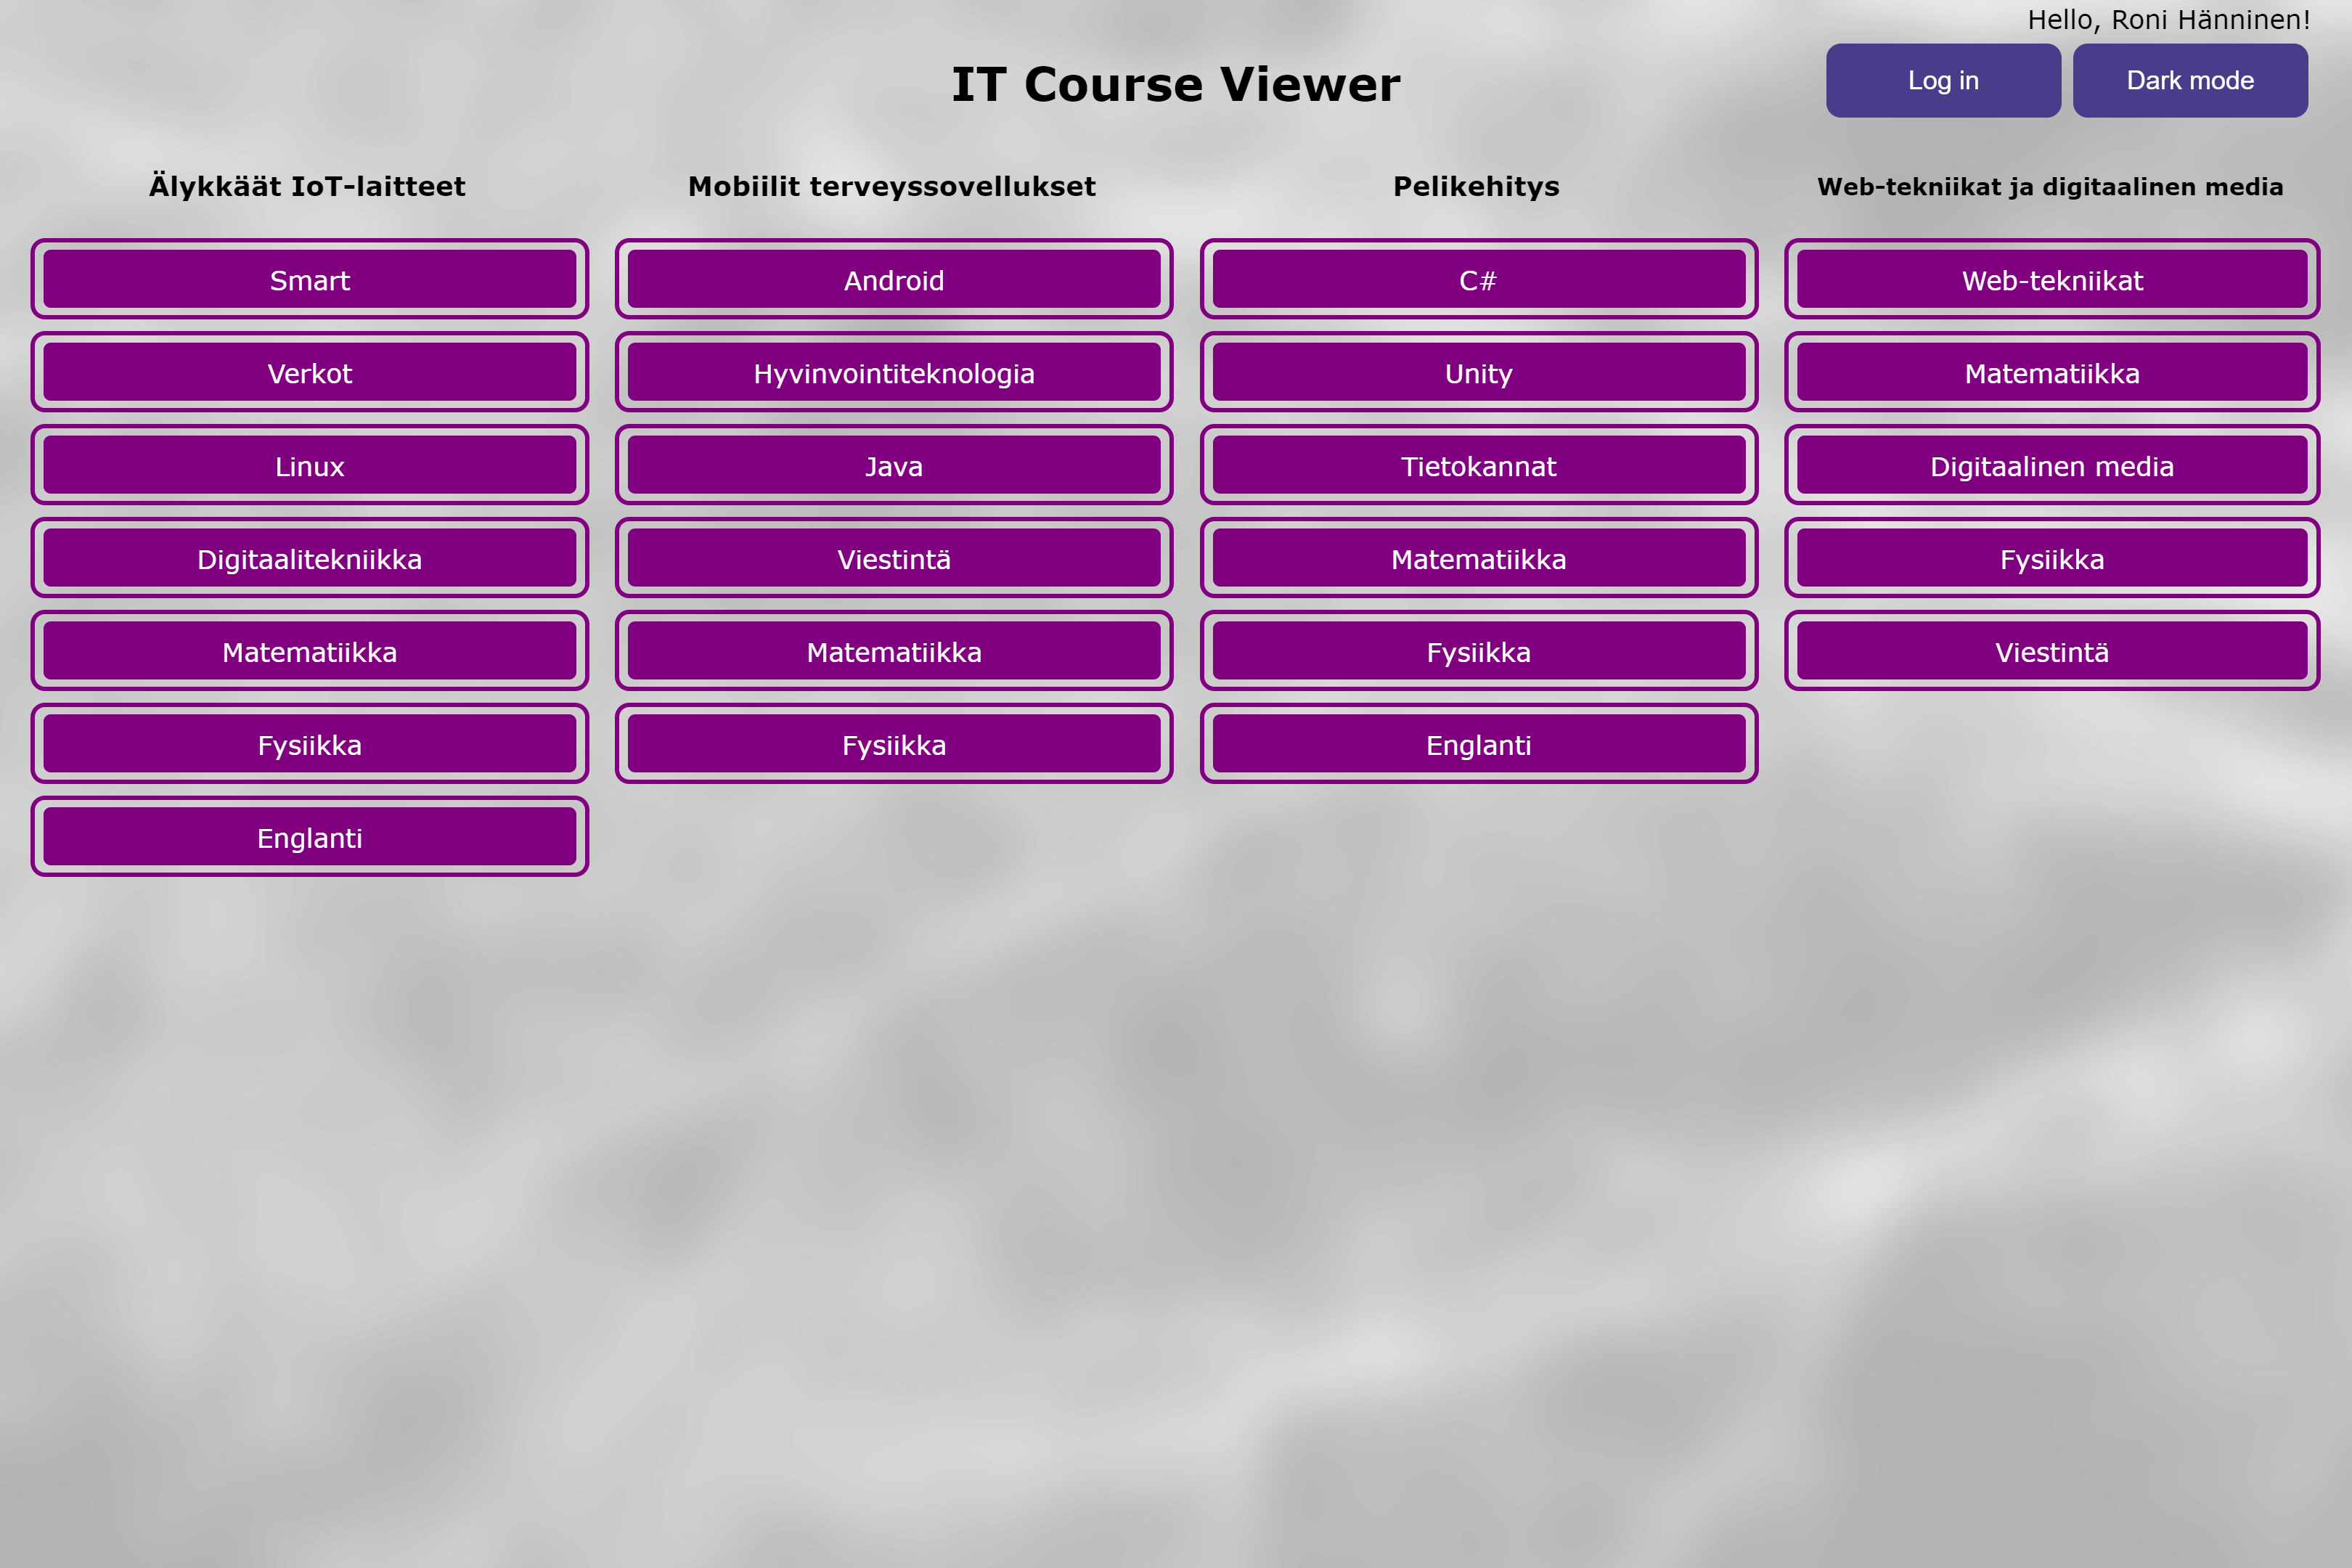 Hello, Roni Hänninen!
IT Course Viewer
Log in
Dark mode
Älykkäät IoT-laitteet
Smart
Verkot
Linux
Digitaalitekniikka
Matematiikka
Fysiikka
Englanti
Mobiilit terveyssovellukset
Android
Hyvinvointiteknologia
Java
Viestintä
Matematiikka
Fysiikka
Pelikehitys
C#
Unity
Tietokannat
Matematiikka
Fysiikka
Englanti
Web-tekniikat ja digitaalinen media
Web-tekniikat
Matematiikka
Digitaalinen media
Fysiikka
Viestintä